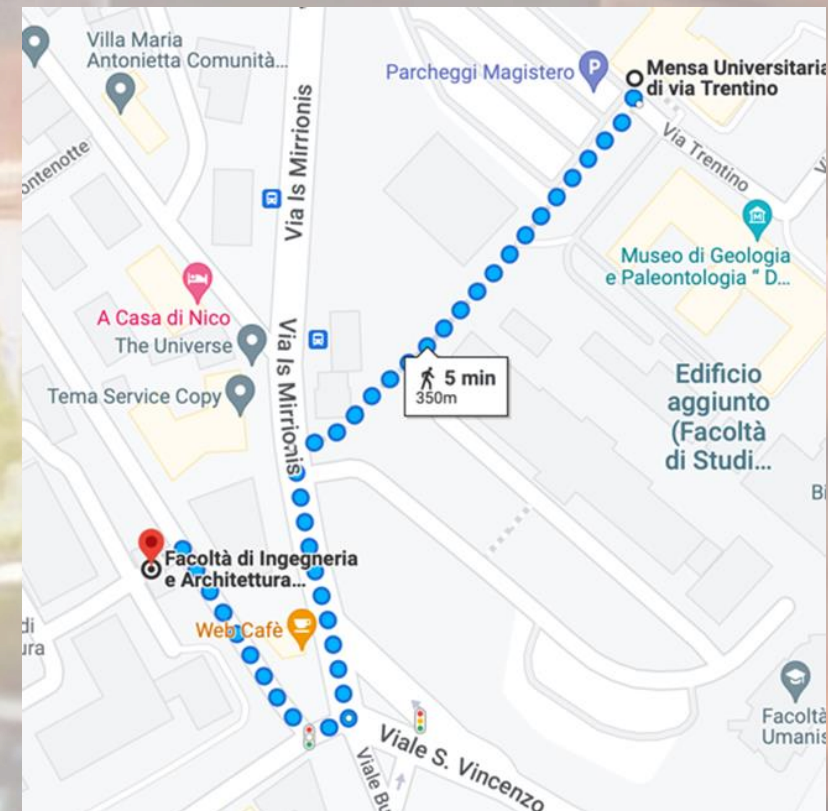 Villa Maria
Antonietta Comunità...
Parcheggi Magistero
P
Mensa Universitaria
di via Trentino
Via Is Mirrionis
Via Trentino
Museo di Geologia
e Paleontologia " D...
A Casa di Nico
The Universe
Via Is Mirrionis
Tema Service Copy
5 min
350m
Edificio
aggiunto
(Facoltà
di Studi...
Facoltà di Ingegneria
e Architettura...
Web Cafè
Facoltà
Umanis
Viale S. Vincenzo